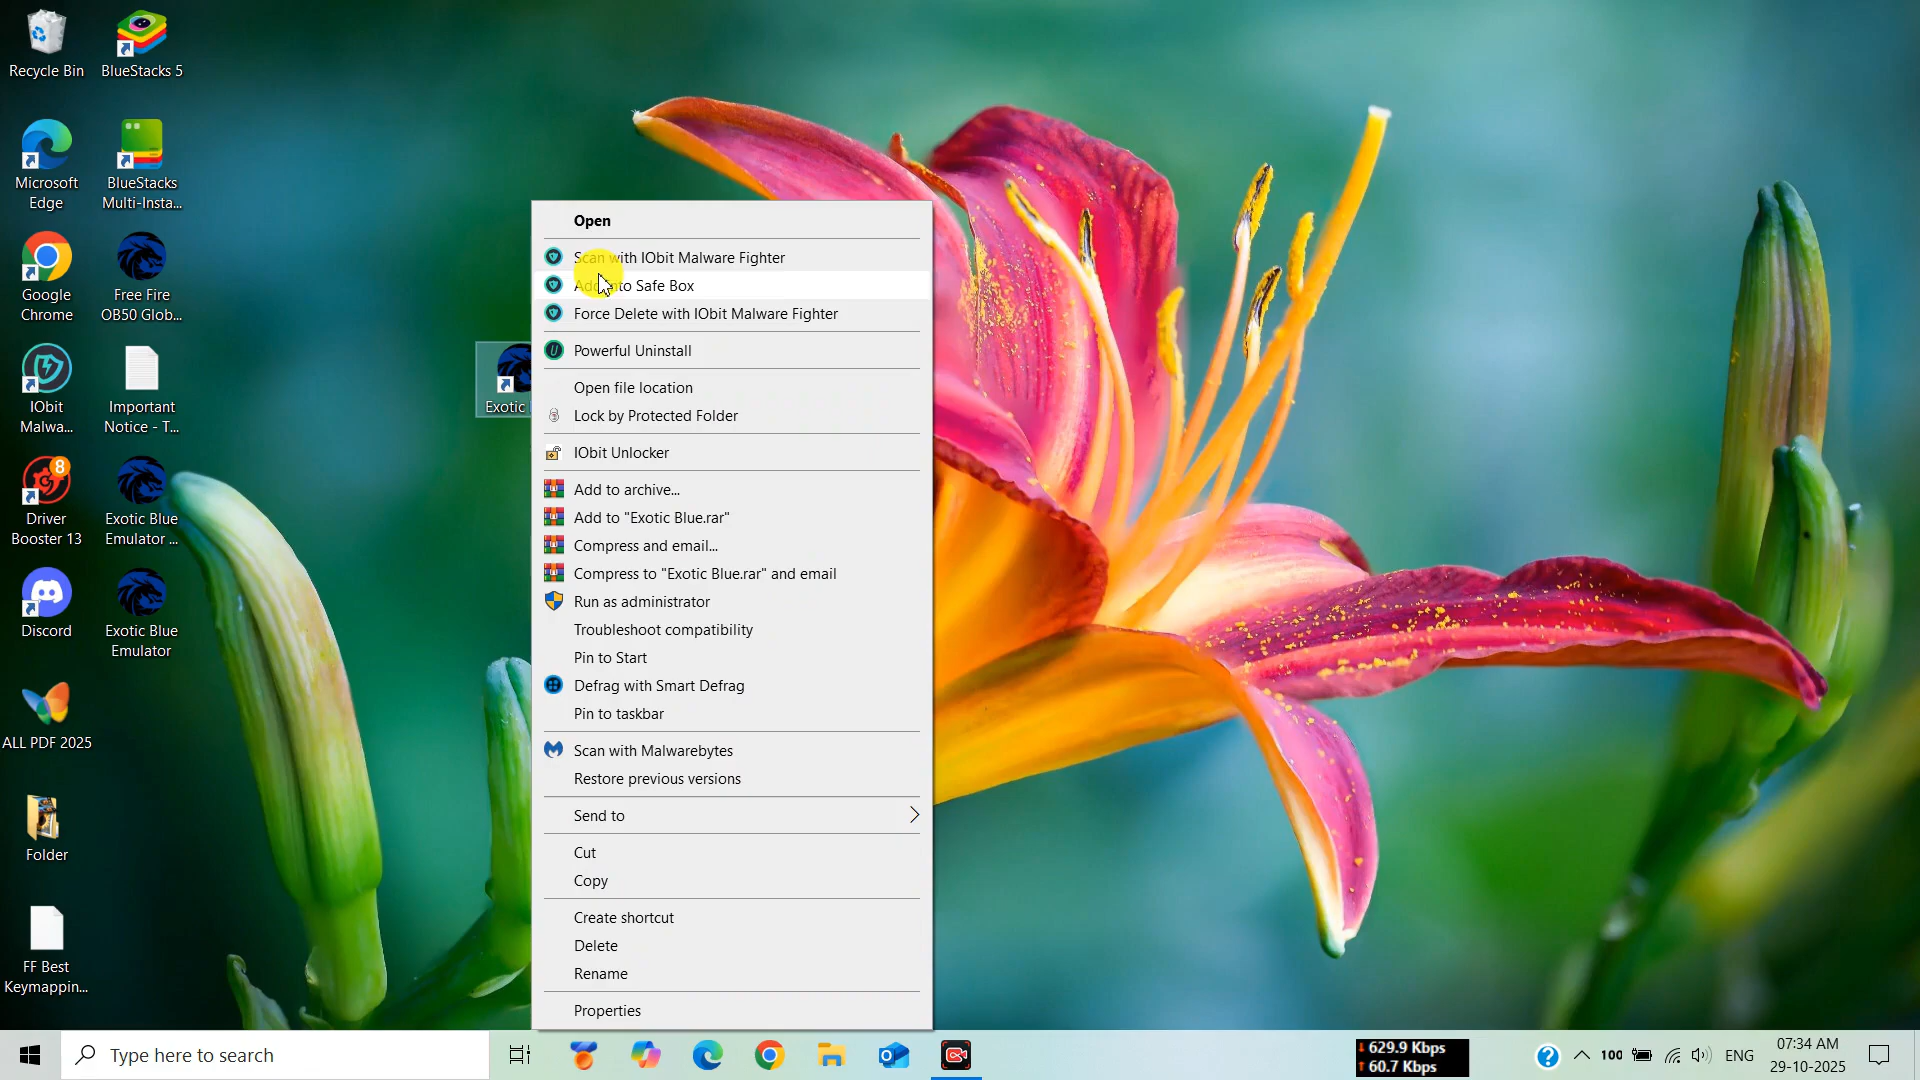 Recycle Bin
BlueStacks 5
Microsoft
Edge
BlueStacks
Multi-Insta...
Google
Chrome
Free Fire
OB50 Glob...
IObit
Malwa...
Important
Notice - T...
8
Driver
Booster 13
Exotic Blue
Emulator ...
Discord
Exotic Blue
Emulator
ALL PDF 2025
Folder
FF Best
Keymappin...
Exotic
Open
Scan with IObit Malware Fighter
Add into Safe Box
Force Delete with IObit Malware Fighter
Powerful Uninstall
Open file location
Lock by Protected Folder
IObit Unlocker
Add to archive...
Add to "Exotic Blue.rar"
Compress and email...
Compress to "Exotic Blue.rar" and email
Run as administrator
Troubleshoot compatibility
Pin to Start
Defrag with Smart Defrag
Pin to taskbar
Scan with Malwarebytes
Restore previous versions
Send to
Cut
Copy
Create shortcut
Delete
Rename
Properties
Type here to search
629.9 Kbps
60.7 Kbps
100
ENG
07:34 AM
29-10-2025